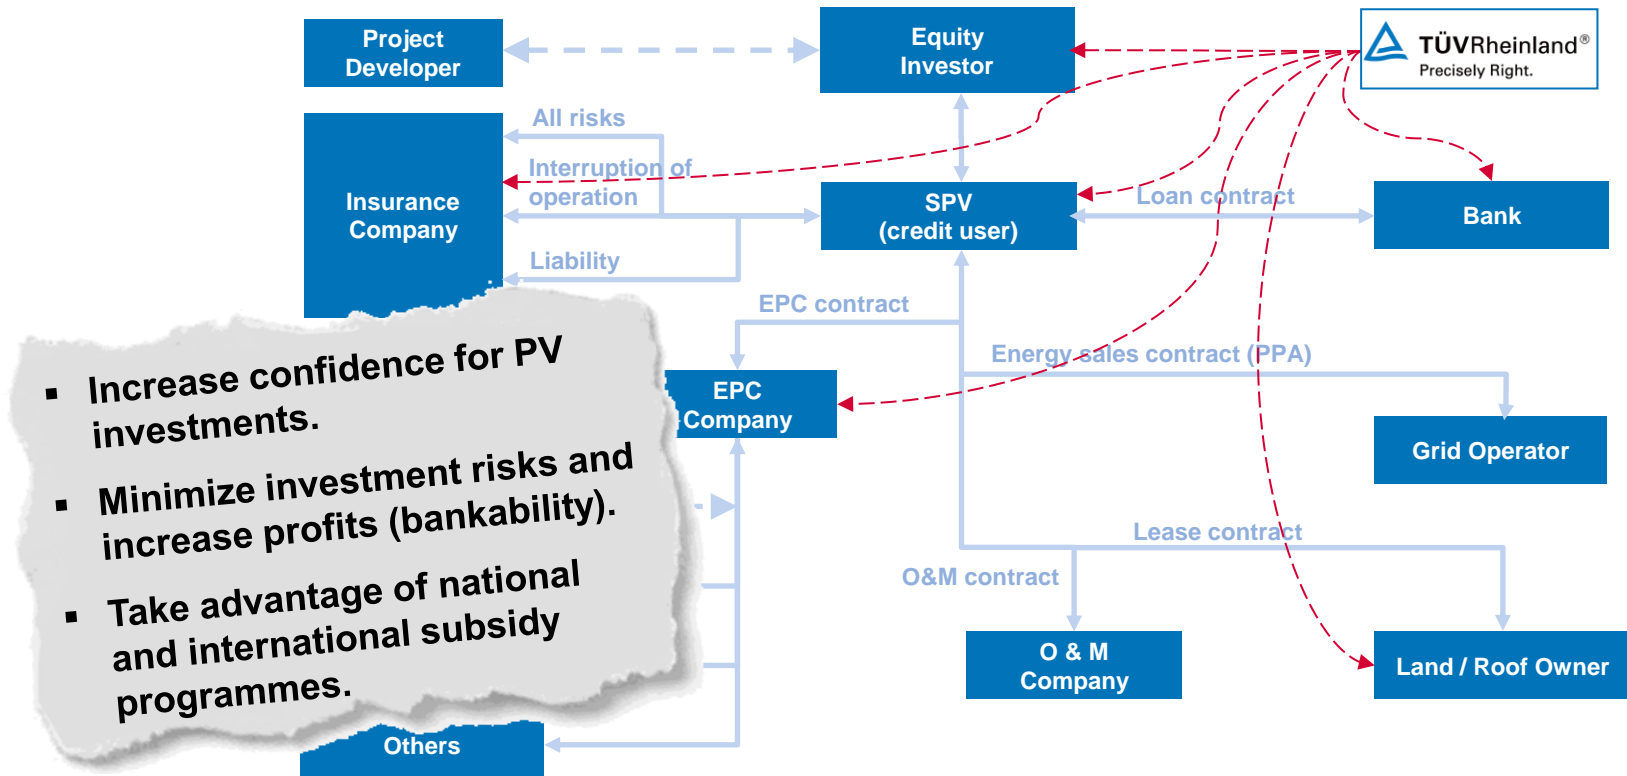 Project
Developer
Equity
Investor
TÜVRheinland®
Precisely Right.
All risks
Interruption of
operation
Liability
Insurance
Company
SPV
(credit user)
Loan contract
Bank
EPC contract
Energy sales contract (PPA)
EPC
Company
Grid Operator
▪ Increase confidence for PV
investments.
▪ Minimize investment risks and
increase profits (bankability).
▪ Take advantage of national
and international subsidy
programmes.
Lease contract
O&M contract
O & M
Company
Land / Roof Owner
Others